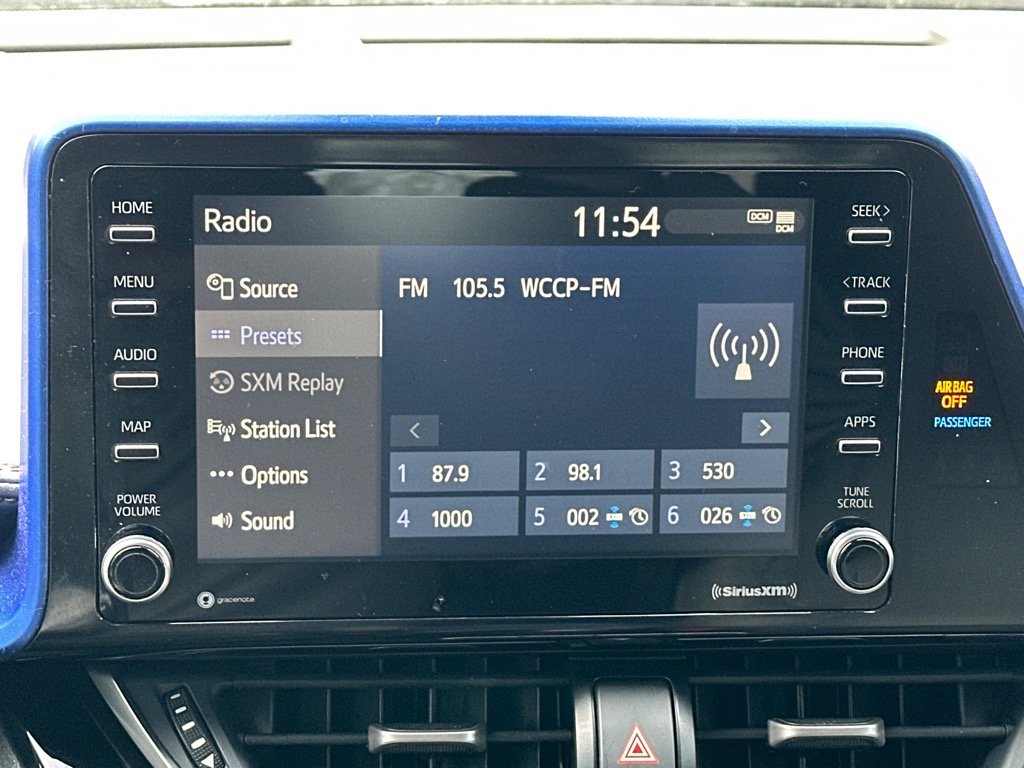 HOME
MENU
AUDIO
MAP
POWER
VOLUME
Radio
11:54
DCM
DCM
Source
Presets
SXM Replay
Station List
Options
Sound
FM 105.5 WCCP-FM
<
>
1 87.9
2 98.1
3 530
4 1000
5 002
6 026
SEEK>
<TRACK
PHONE
APPS
TUNE
SCROLL
AIRBAG
OFF
PASSENGER
gracenote
((SiriusXM))